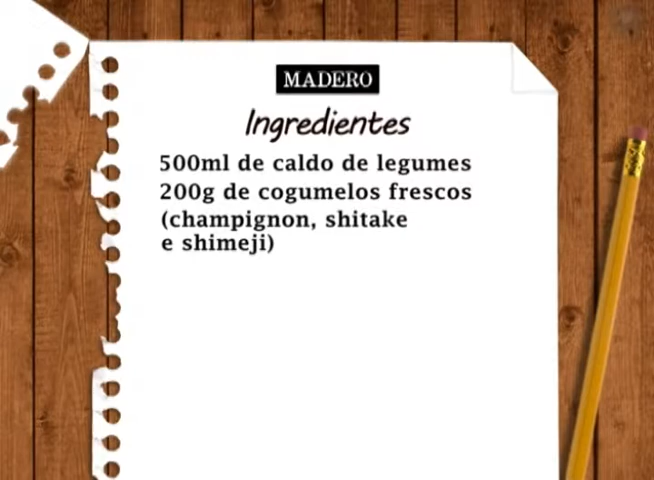 MADERO
Ingredientes
500ml de caldo de legumes
200g de cogumelos frescos
(champignon, shitake
e shimeji)